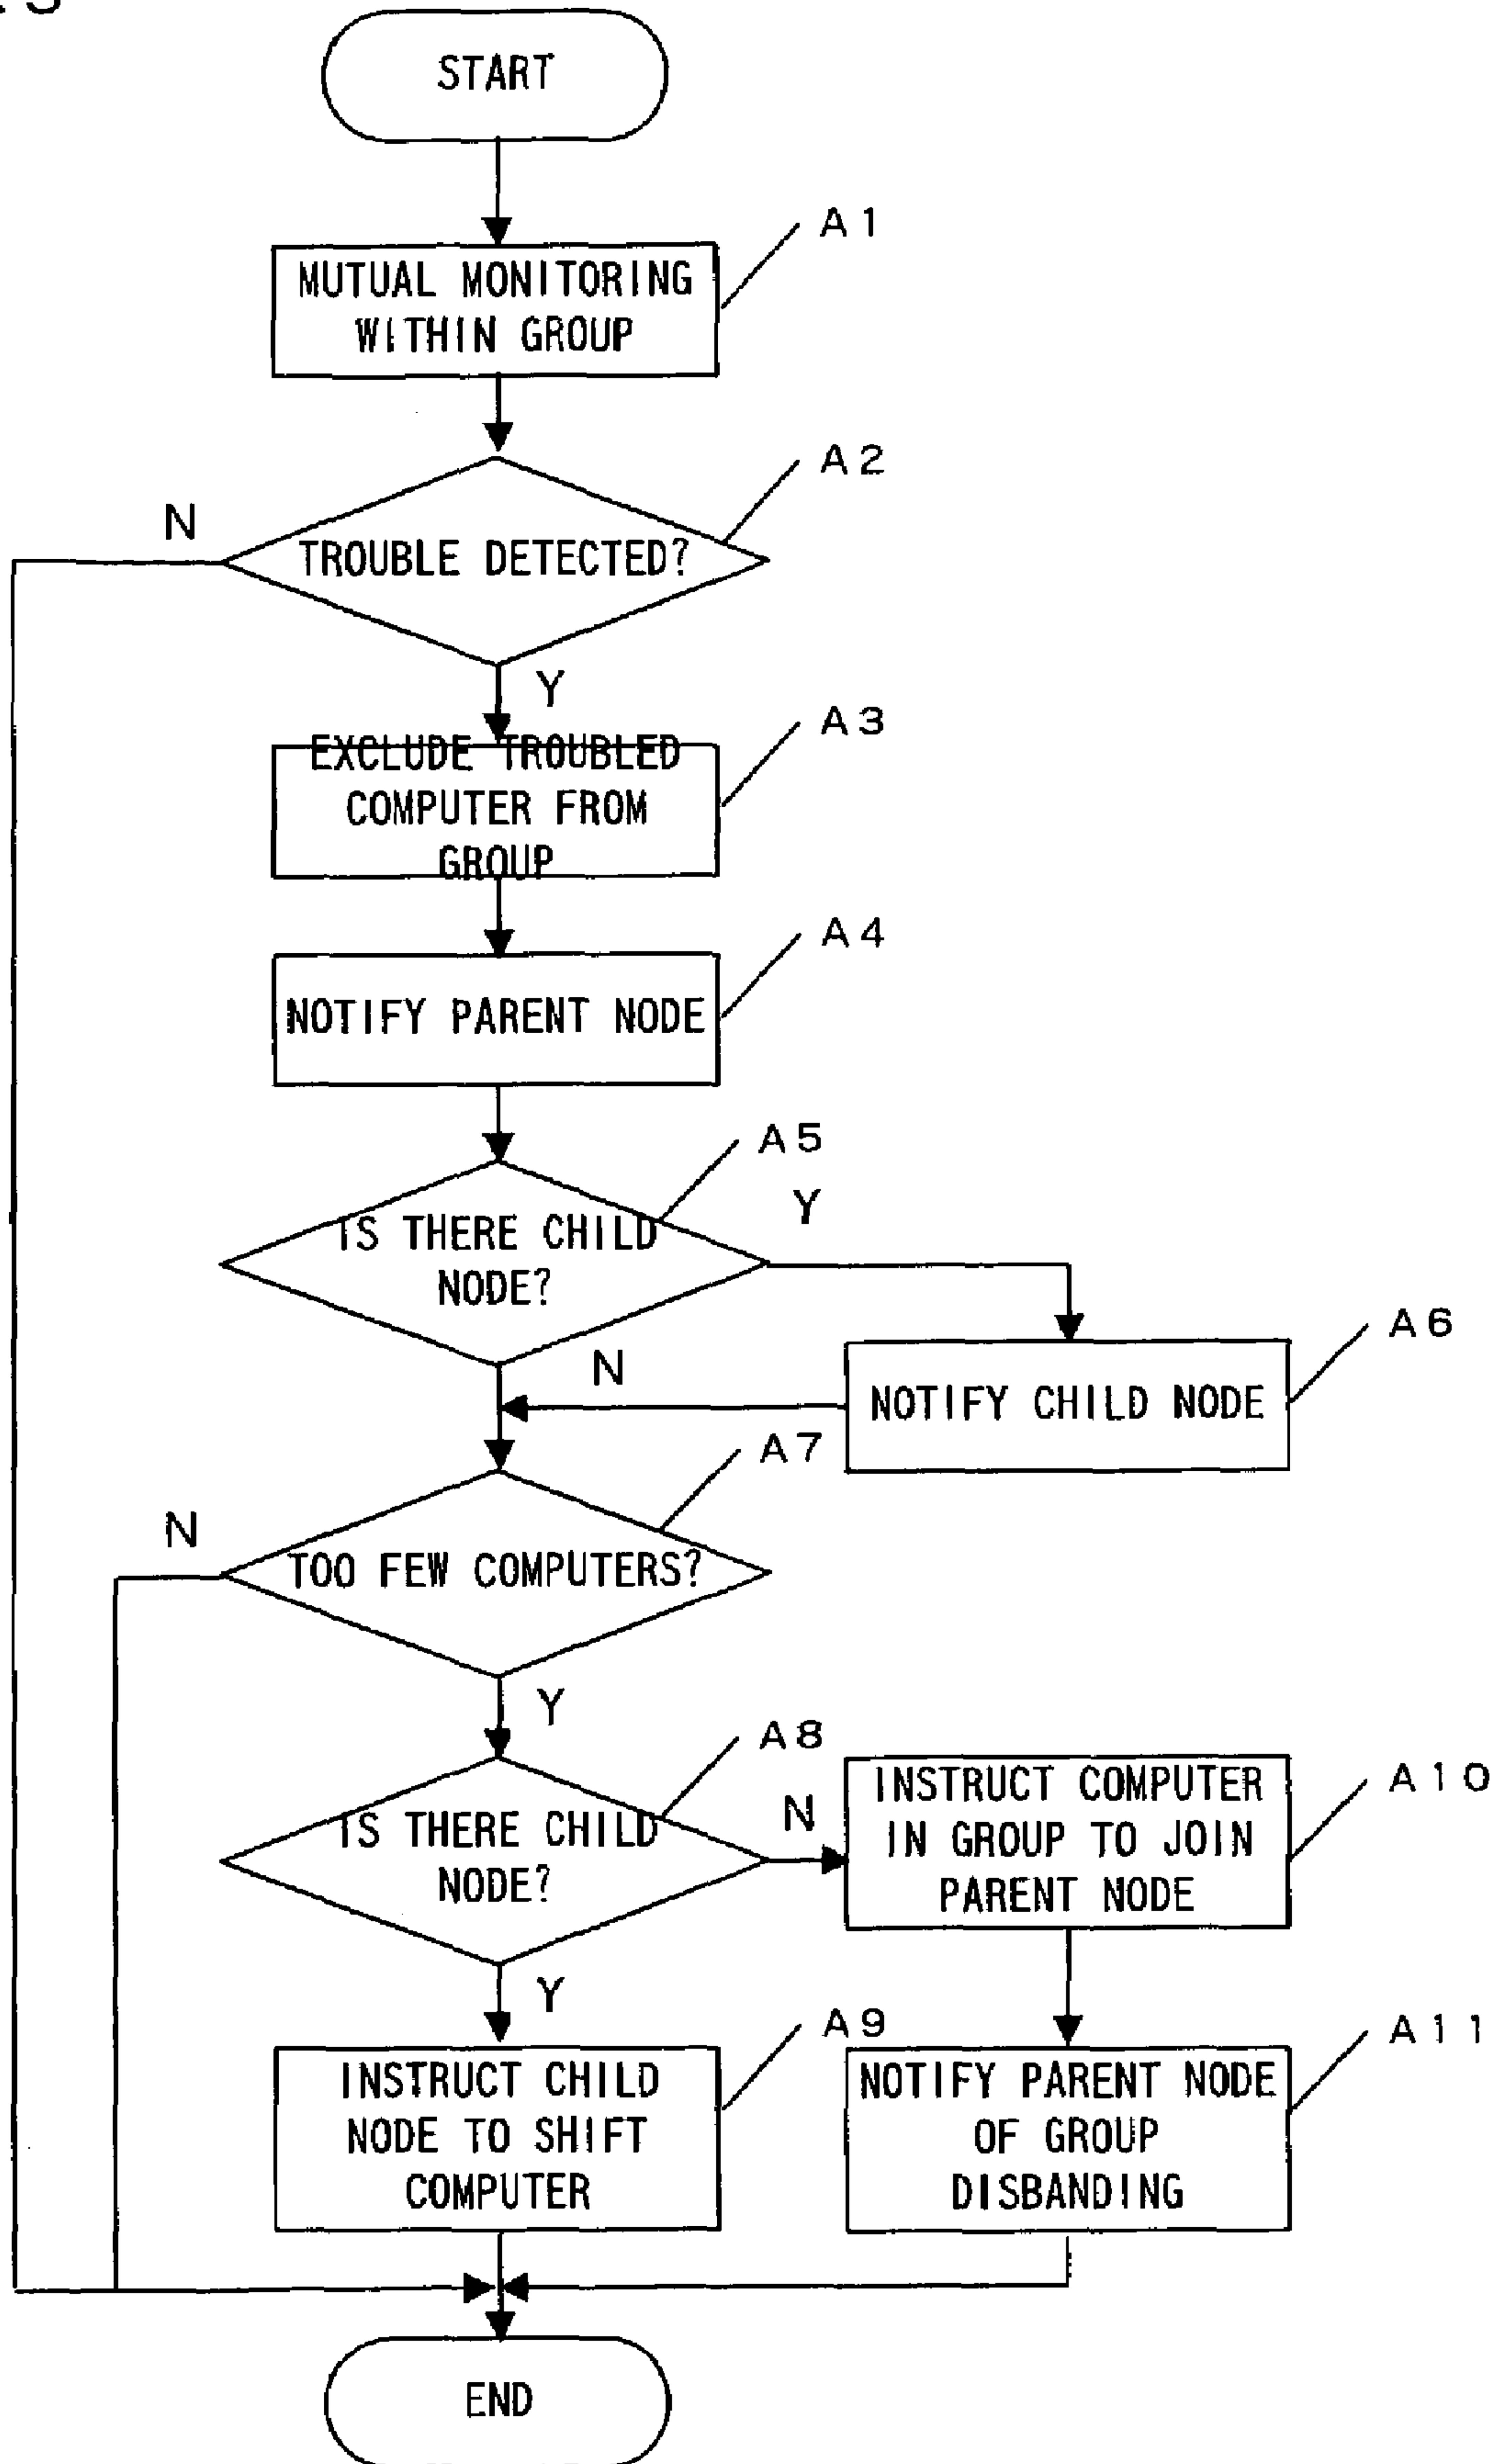 START
A1
MUTUAL MONITORING
WITHIN GROUP
A2
N
TROUBLE DETECTED?
Y
A3
EXCLUDE TROUBLED
COMPUTER FROM
GROUP
A4
NOTIFY PARENT NODE
A5
Y
IS THERE CHILD
NODE?
A6
N
NOTIFY CHILD NODE
A7
N
TOO FEW COMPUTERS?
Y
A8
A10
INSTRUCT COMPUTER
IN GROUP TO JOIN
PARENT NODE
N
IS THERE CHILD
NODE?
Y
A9
A11
INSTRUCT CHILD
NODE TO SHIFT
COMPUTER
NOTIFY PARENT NODE
OF GROUP
DISBANDING
END